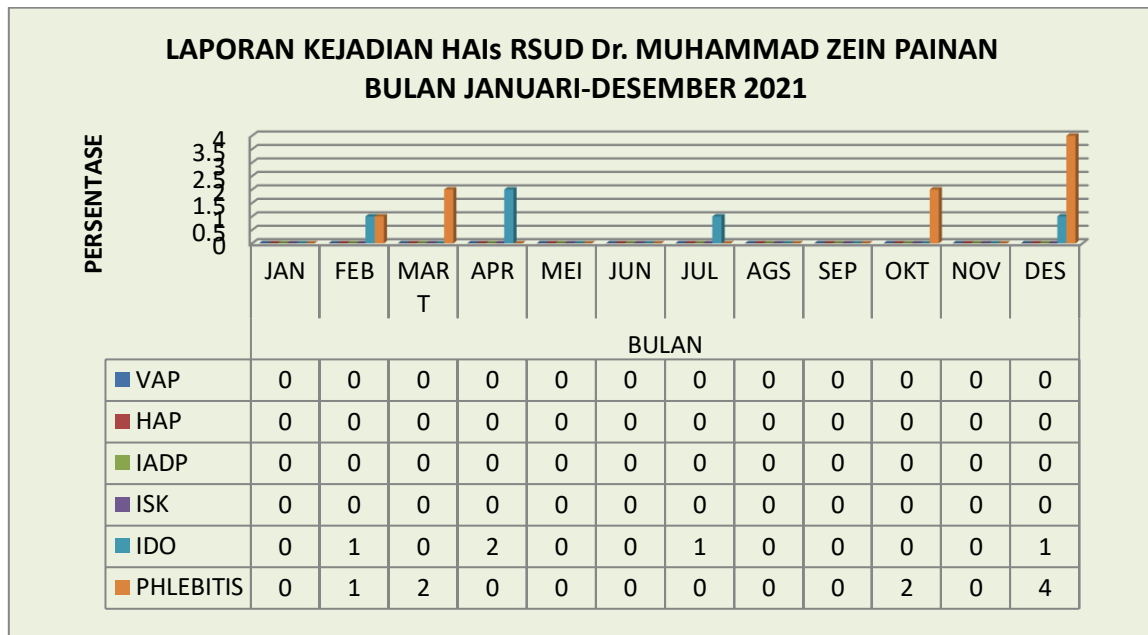 LAPORAN KEJADIAN HAIs RSUD Dr. MUHAMMAD ZEIN PAINAN
BULAN JANUARI-DESEMBER 2021
PERSENTASE
4
3.5
3
2.5
2
1.5
1
0.5
0
JAN FEB MAR APR MEI JUN JUL AGS SEP OKT NOV DES
T
BULAN
VAP 0 0 0 0 0 0 0 0 0 0 0 0
HAP 0 0 0 0 0 0 0 0 0 0 0 0
IADP 0 0 0 0 0 0 0 0 0 0 0 0
ISK 0 0 0 0 0 0 0 0 0 0 0 0
IDO 0 1 0 2 0 0 1 0 0 0 0 1
PHLEBITIS 0 1 2 0 0 0 0 0 0 2 0 4